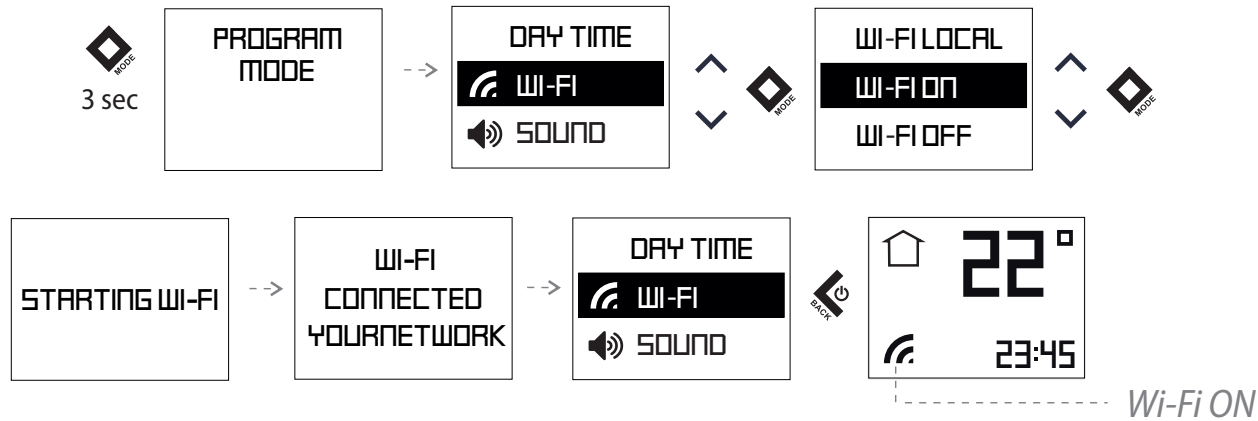 MODE
3 sec
PROGRAM
MODE
DAY TIME
WI-FI
SOUND
MODE
WI-FI LOCAL
WI-FI ON
WI-FI OFF
MODE
STARTING WI-FI
WI-FI
CONNECTED
YOURNETWORK
DAY TIME
WI-FI
SOUND
BACK
22°
23:45
Wi-Fi ON